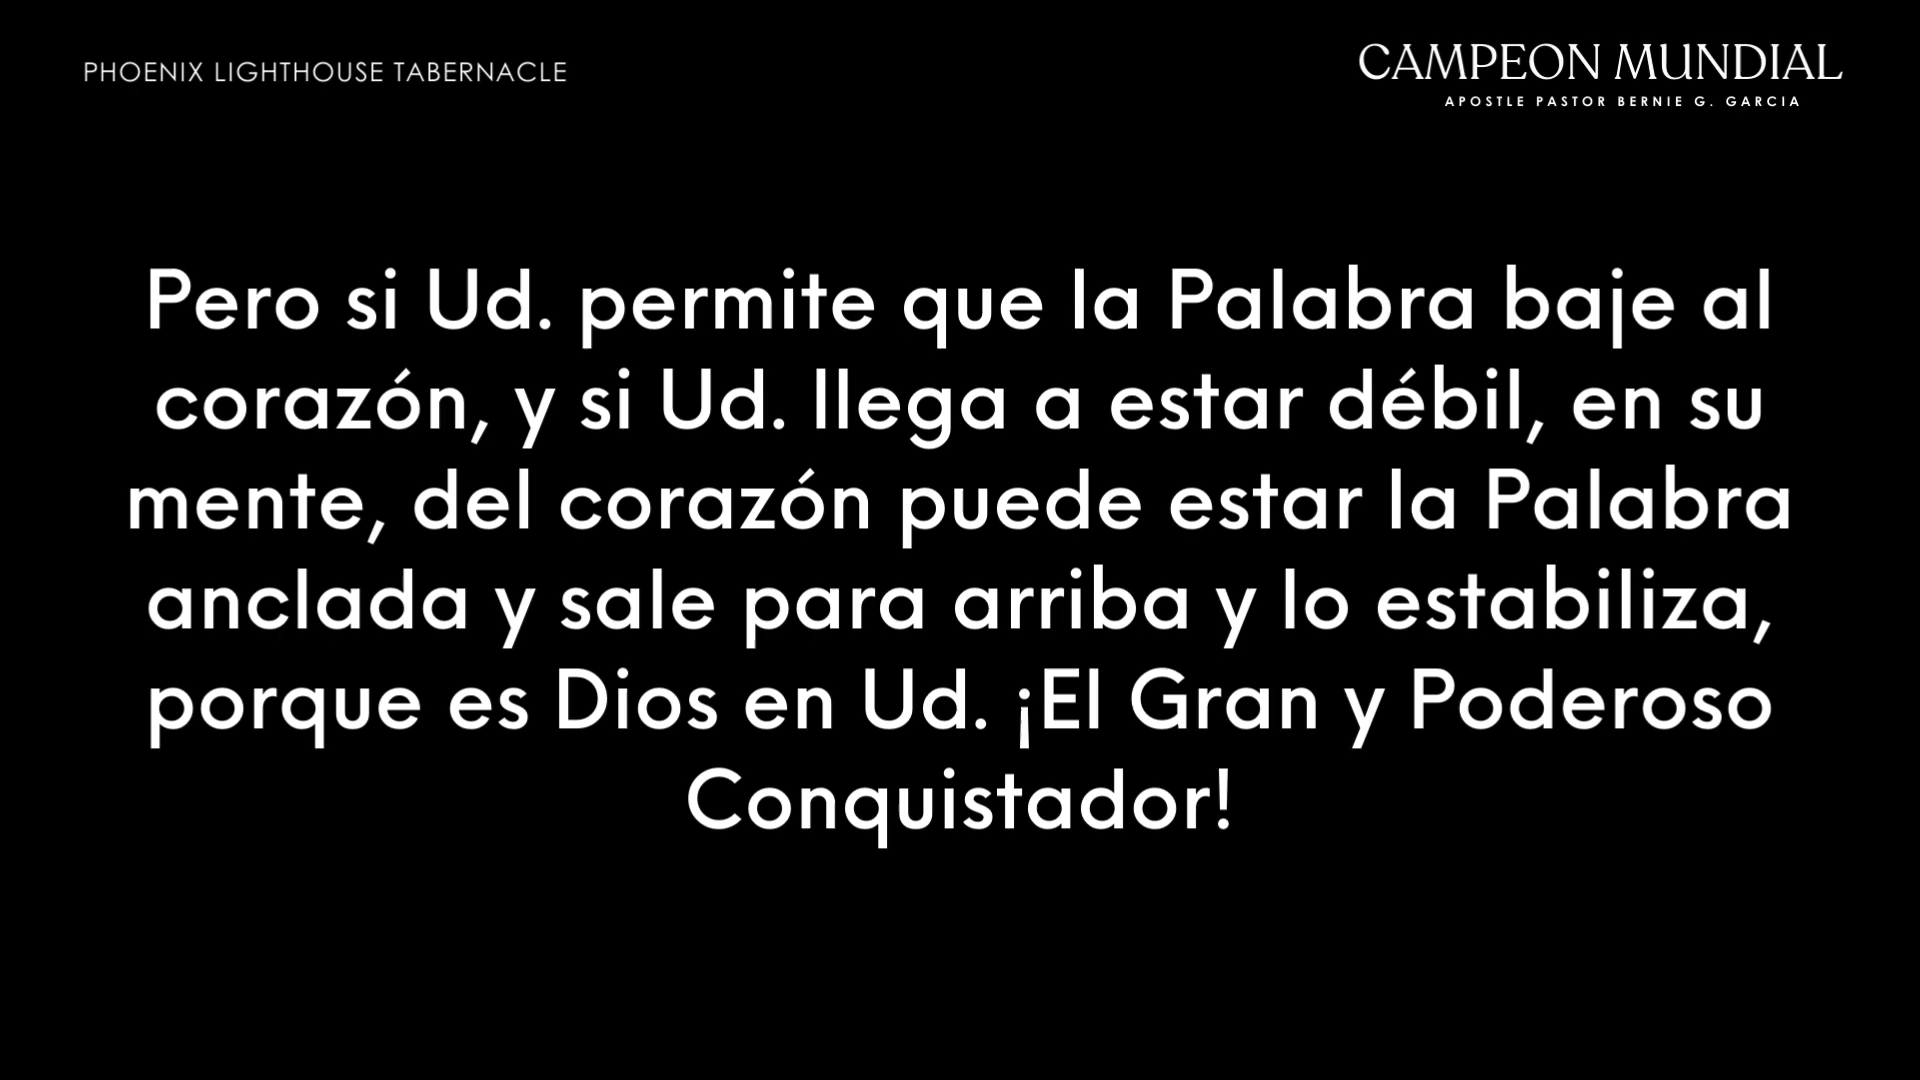 PHOENIX LIGHTHOUSE TABERNACLE
CAMPEON MUNDIAL
APOSTLE PASTOR BERNIE G. GARCIA
Pero si Ud. permite que la Palabra baje al
corazón, y si Ud. llega a estar débil, en su
mente, del corazón puede estar la Palabra
anclada y sale para arriba y lo estabiliza,
porque es Dios en Ud. ¡El Gran y Poderoso
Conquistador!